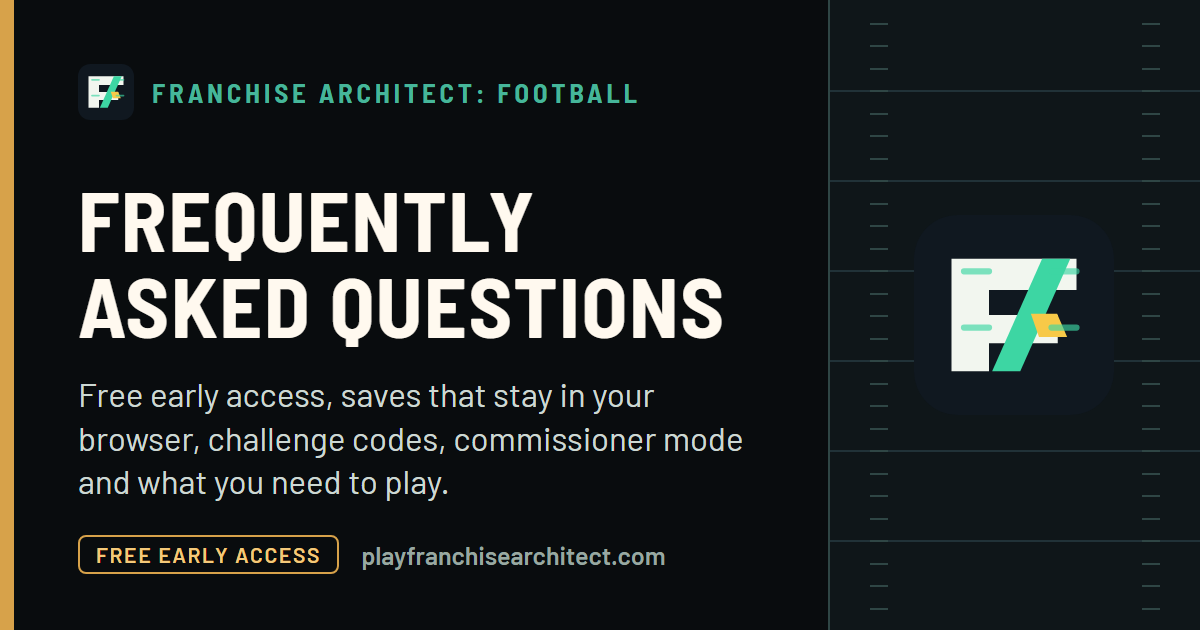 FRANCHISE ARCHITECT: FOOTBALL
FREQUENTLY
ASKED QUESTIONS
Free early access, saves that stay in your
browser, challenge codes, commissioner mode
and what you need to play.
FREE EARLY ACCESS
playfranchisearchitect.com